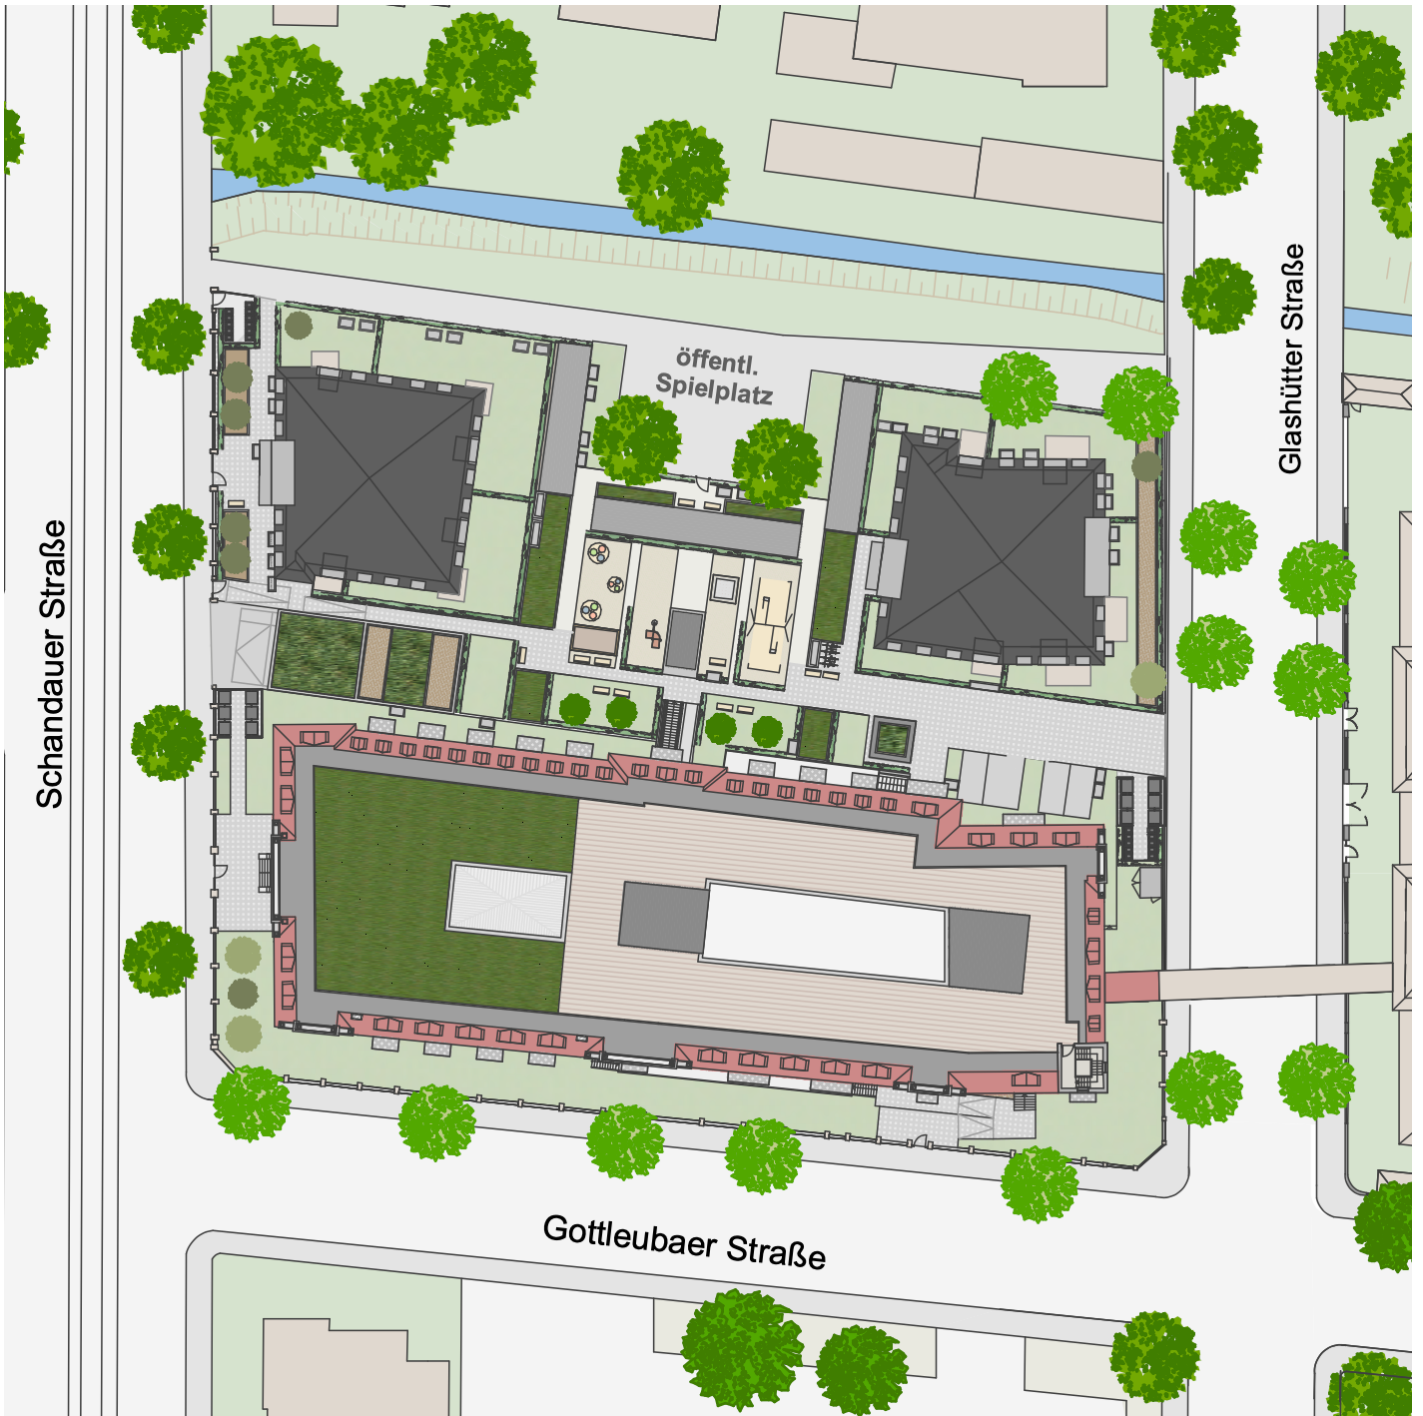 öffentl.
Spielplatz
Glashütter Straße
Schandauer Straße
Gottleubaer Straße